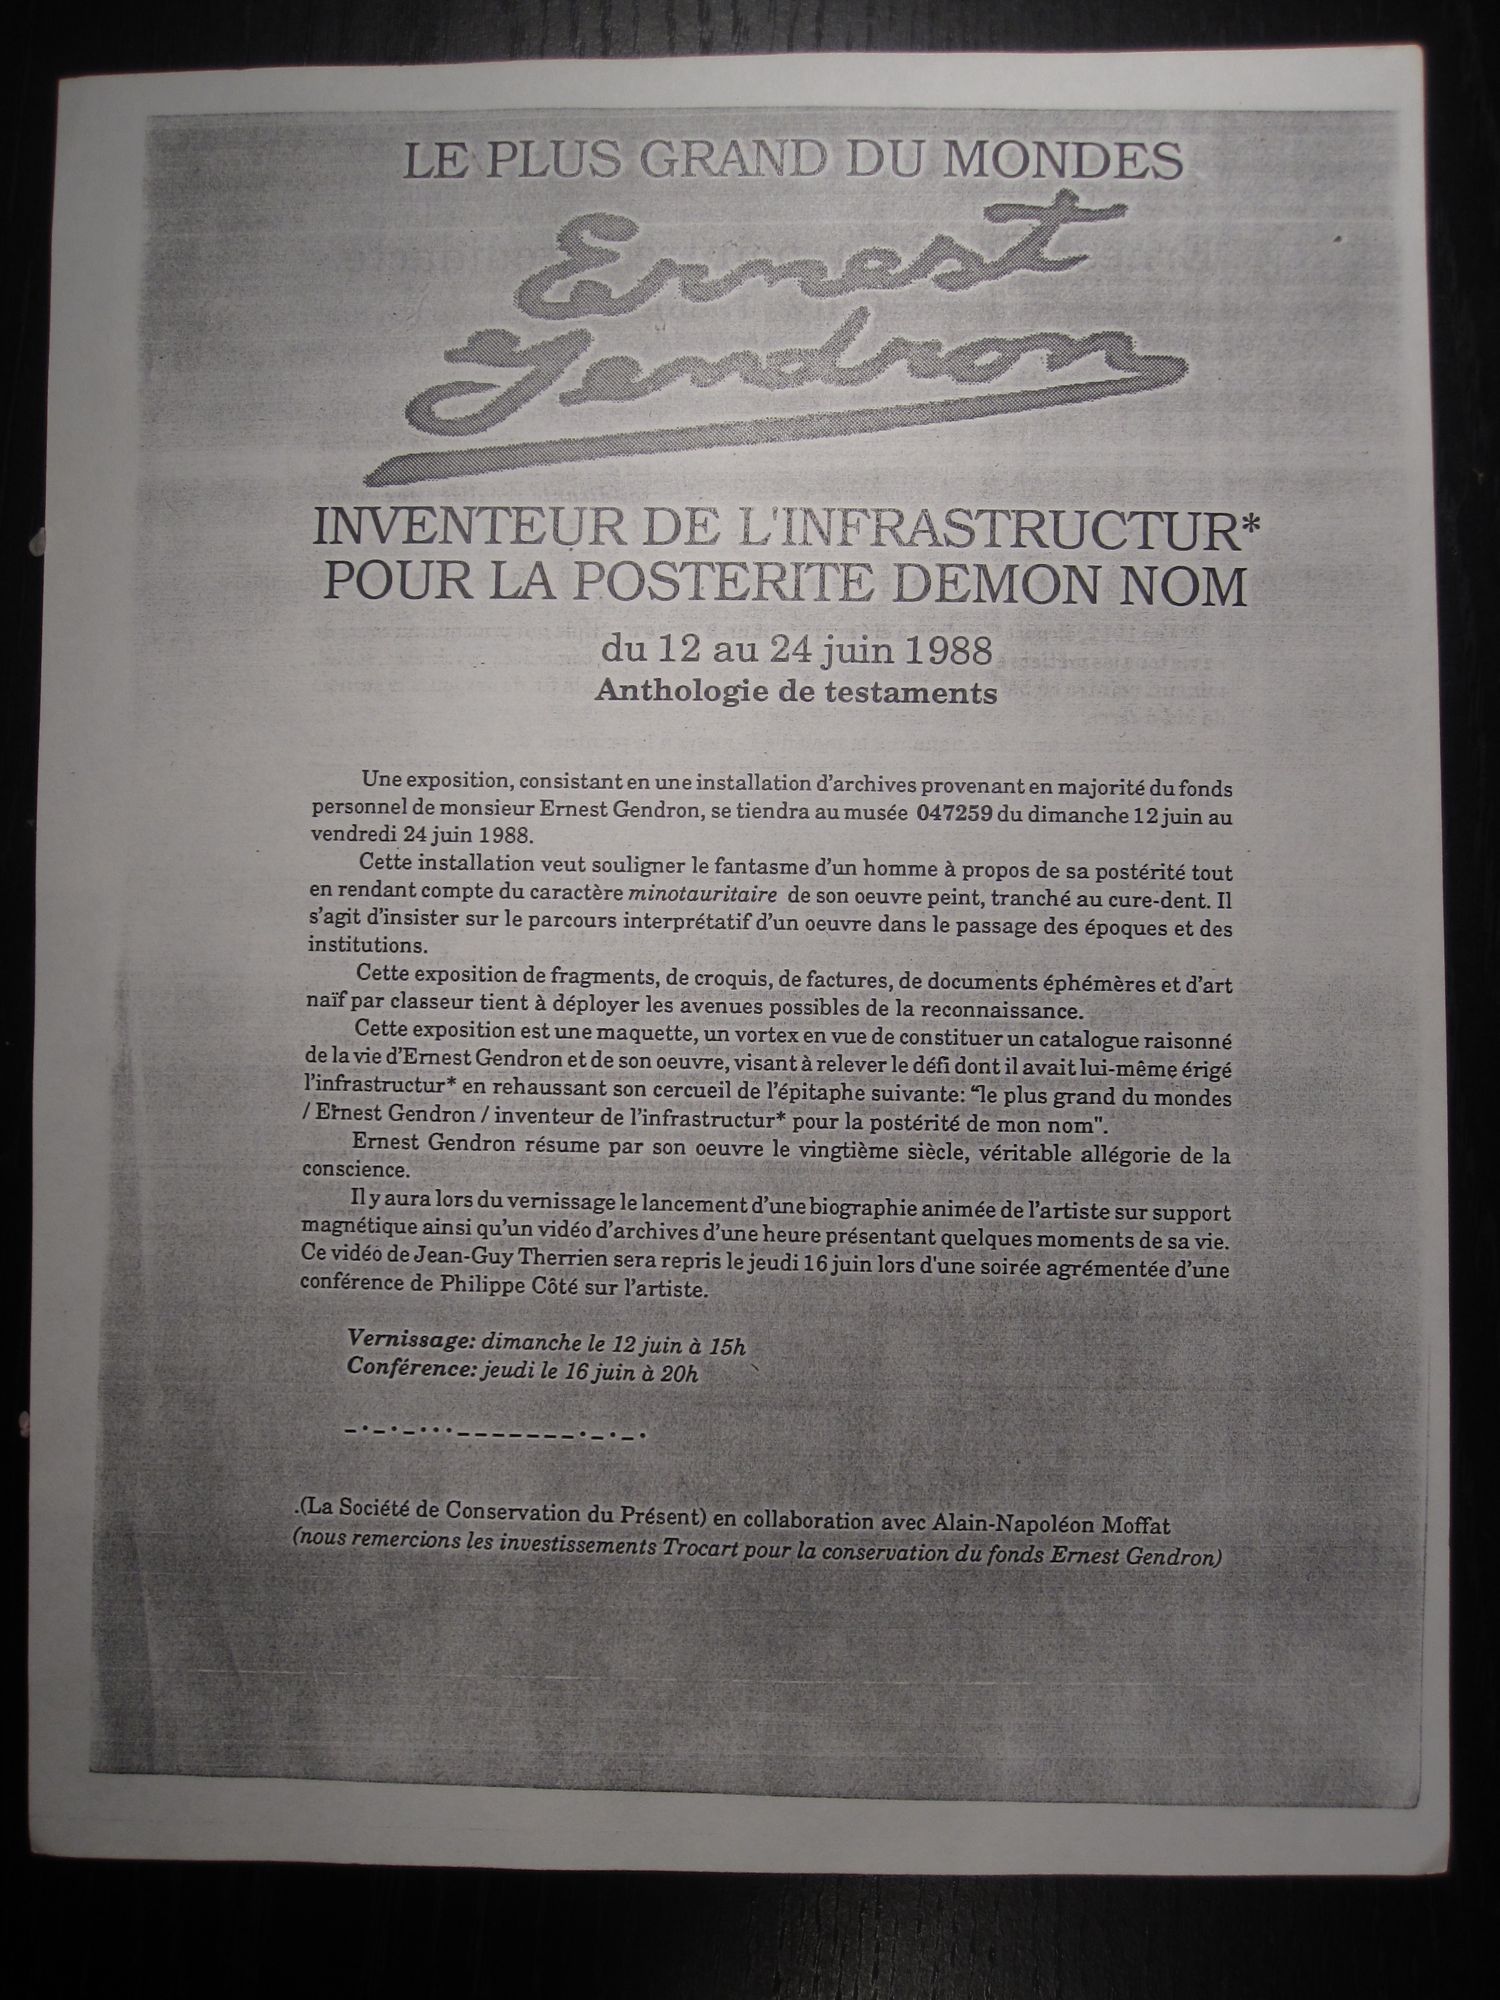 LE PLUS GRAND DU MONDES
Ernest
Gendron
INVENTEUR DE L'INFRASTRUCTUR*
POUR LA POSTERITE DEMON NOM
du 12 au 24 juin 1988
Anthologie de testaments
Une exposition, consistant en une installation d'archives provenant en majorité du fonds
personnel de monsieur Ernest Gendron, se tiendra au musée 047259 du dimanche 12 juin au
vendredi 24 juin 1988.
Cette installation veut souligner le fantasme d'un homme à propos de sa postérité tout
en rendant compte du caractère minotauritaire de son oeuvre peint, tranché au cure-dent. Il
s'agit d'insister sur le parcours interprétatif d'un oeuvre dans le passage des époques et des
institutions.
Cette exposition de fragments, de croquis, de factures, de documents éphémères et d'art
naïf par classeur tient à déployer les avenues possibles de la reconnaissance.
Cette exposition est une maquette, un vortex en vue de constituer un catalogue raisonné
de la vie d'Ernest Gendron et de son oeuvre, visant à relever le défi dont il avait lui-même érigé
l'infrastructur* en rehaussant son cercueil de l'épitaphe suivante: "le plus grand du mondes
/ Ernest Gendron / inventeur de l'infrastructur* pour la postérité de mon nom".
Ernest Gendron résume par son oeuvre le vingtième siècle, véritable allégorie de la
conscience.
Il y aura lors du vernissage le lancement d'une biographie animée de l'artiste sur support
magnétique ainsi qu'un vidéo d'archives d'une heure présentant quelques moments de sa vie.
Ce vidéo de Jean-Guy Therrien sera repris le jeudi 16 juin lors d'une soirée agrémentée d'une
conférence de Philippe Côté sur l'artiste.
Vernissage: dimanche le 12 juin à 15h
Conférence: jeudi le 16 juin à 20h
_._._..._______._._.
.(La Société de Conservation du Présent) en collaboration avec Alain-Napoléon Moffat
(nous remercions les investissements Trocart pour la conservation du fonds Ernest Gendron)